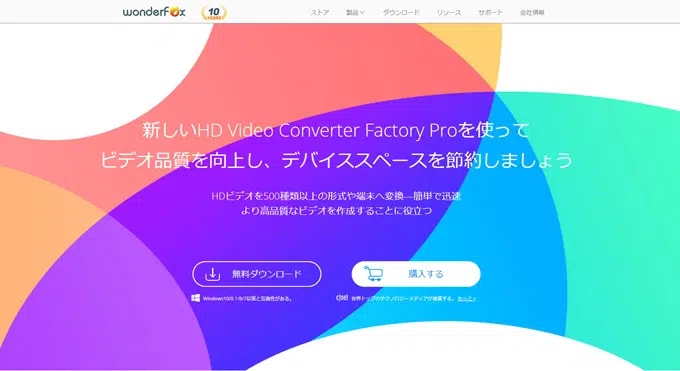 wonderfox
10
YEARS
ストア 製品 ダウンロード リソース サポート 会社情報
新しいHD Video Converter Factory Proを使って
ビデオ品質を向上し、デバイススペースを節約しましょう
HDビデオを500種類以上の形式や端末へ変換—簡単で迅速
より高品質なビデオを作成することに役立つ
無料ダウンロード 購入する
Windows10/8.1/8/7以降と互換性がある。 c|net 世界トップのテクノロジーメディアが推薦する。 もっと>